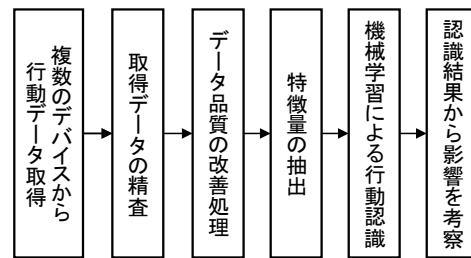 複数のデバイスから
行動データ取得
取得データの精査
データ品質の改善処理
特徴量の抽出
機械学習による行動認識
認識結果から影響を考察